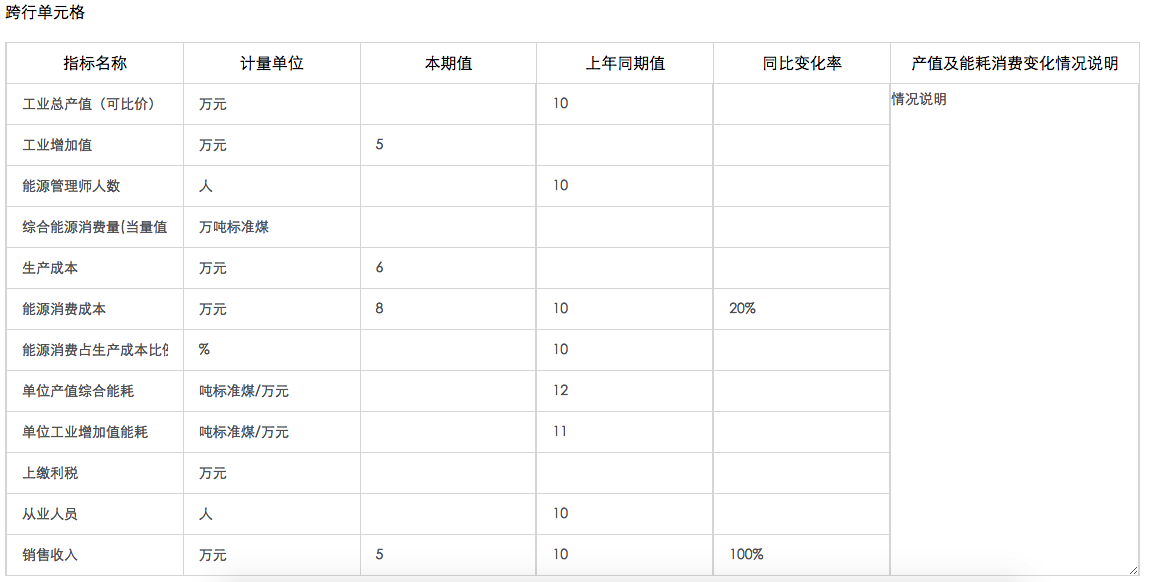 跨行单元格
指标名称 计量单位 本期值 上年同期值 同比变化率 产值及能耗消费变化情况说明
工业总产值（可比价） 万元 10 情况说明
工业增加值 万元 5
能源管理师人数 人 10
综合能源消费量(当量值 万吨标准煤
生产成本 万元 6
能源消费成本 万元 8 10 20%
能源消费占生产成本比 % 10
单位产值综合能耗 吨标准煤/万元 12
单位工业增加值能耗 吨标准煤/万元 11
上缴利税 万元
从业人员 人 10
销售收入 万元 5 10 100%